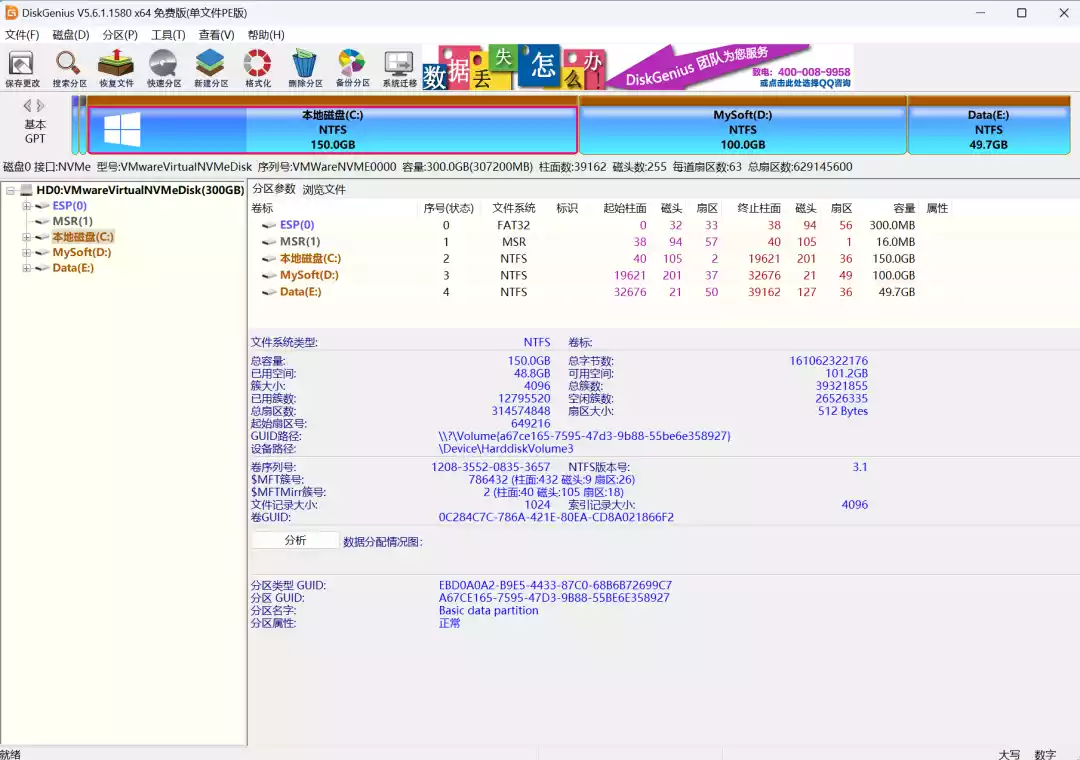 DiskGenius V5.6.1.1580 x64 免费版(单文件PE版)
文件(F) 磁盘(D) 分区(P) 工具(T) 查看(V) 帮助(H)
保存更改 搜索分区 恢复文件 快速分区 新建分区 格式化 删除分区 备份分区 系统迁移
数据丢失怎么办!
DiskGenius 团队为您服务
致电: 400-008-9958
或点击此处选择QQ咨询
基本
GPT
本地磁盘(C:)
NTFS
150.0GB
MySoft(D:)
NTFS
100.0GB
Data(E:)
NTFS
49.7GB
磁盘0 接口:NVMe 型号:VMwareVirtualNVMeDisk 序列号:VMWareNVME0000 容量:300.0GB(307200MB) 柱面数:39162 磁头数:255 每道扇区数:63 总扇区数:629145600
HD0:VMwareVirtualNVMeDisk(300GB)
ESP(0)
MSR(1)
本地磁盘(C:)
MySoft(D:)
Data(E:)
分区参数 浏览文件
卷标 序号(状态) 文件系统 标识 起始柱面 磁头 扇区 终止柱面 磁头 扇区 容量 属性
ESP(0) 0 FAT32 0 32 33 38 94 56 300.0MB
MSR(1) 1 MSR 38 94 57 40 105 1 16.0MB
本地磁盘(C:) 2 NTFS 40 105 2 19621 201 36 150.0GB
MySoft(D:) 3 NTFS 19621 201 37 32676 21 49 100.0GB
Data(E:) 4 NTFS 32676 21 50 39162 127 36 49.7GB
文件系统类型: NTFS 卷标:
总容量: 150.0GB 总字节数: 161062322176
已用空间: 48.8GB 可用空间: 101.2GB
簇大小: 4096 总簇数: 39321855
已用簇数: 12795520 空闲簇数: 26526335
总扇区数: 314574848 扇区大小: 512 Bytes
起始扇区号: 649216
GUID路径: \\?\Volume{a67ce165-7595-47d3-9b88-55be6e358927}
设备路径: \Device\HarddiskVolume3
卷序列号: 1208-3552-0835-3657 NTFS版本号: 3.1
$MFT簇号: 786432 (柱面:432 磁头:9 扇区:26)
$MFTMirr簇号: 2 (柱面:40 磁头:105 扇区:18)
文件记录大小: 1024 索引记录大小: 4096
卷GUID: 0C284C7C-786A-421E-80EA-CD8A021866F2
分析 数据分配情况图:
分区类型 GUID: EBD0A0A2-B9E5-4433-87C0-68B6B72699C7
分区 GUID: A67CE165-7595-47D3-9B88-55BE6E358927
分区名字: Basic data partition
分区属性: 正常
就绪 大写 数字